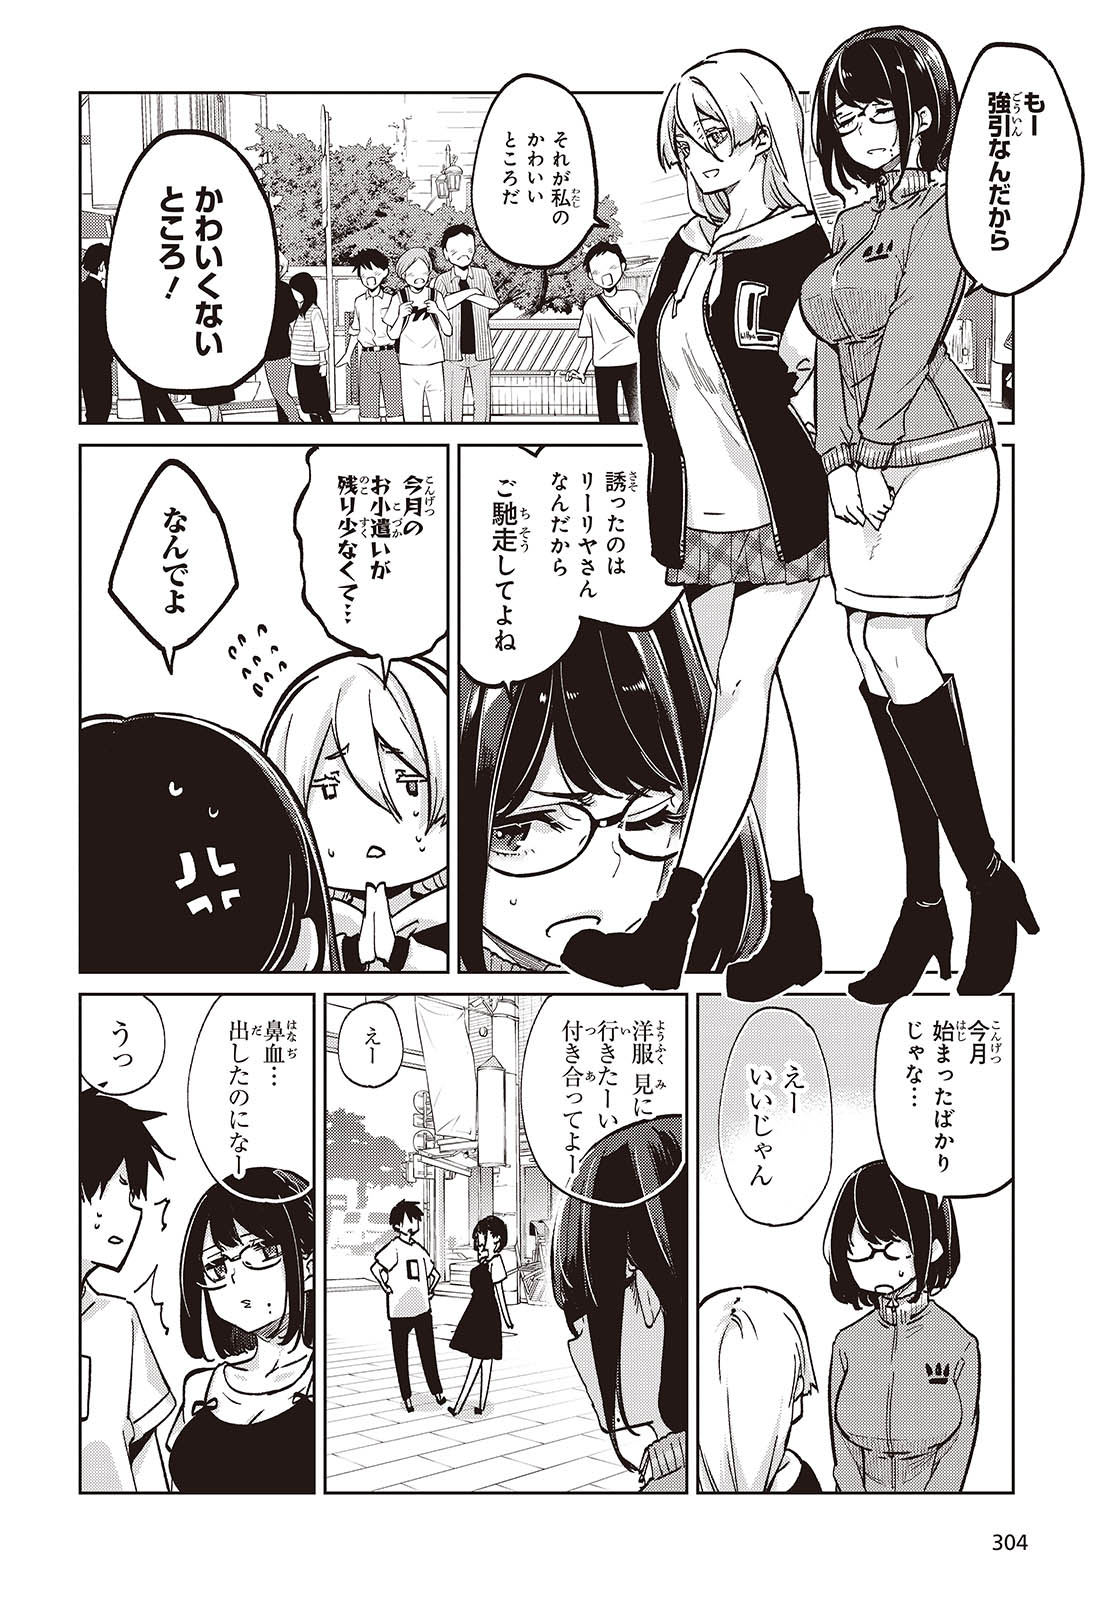 もー
強引なんだから
それが私の
かわいい
ところだ
かわいくない
ところ！
誘ったのは
リーリヤさん
なんだから
ご馳走してよね
今月の
お小遣いが
残り少なくて…
なんでよ
今月
始まったばかり
じゃな…
えー
いいじゃん
洋服 見に
行きたーい
付き合ってよー
えー
鼻血…
出したのになー
うっ
304